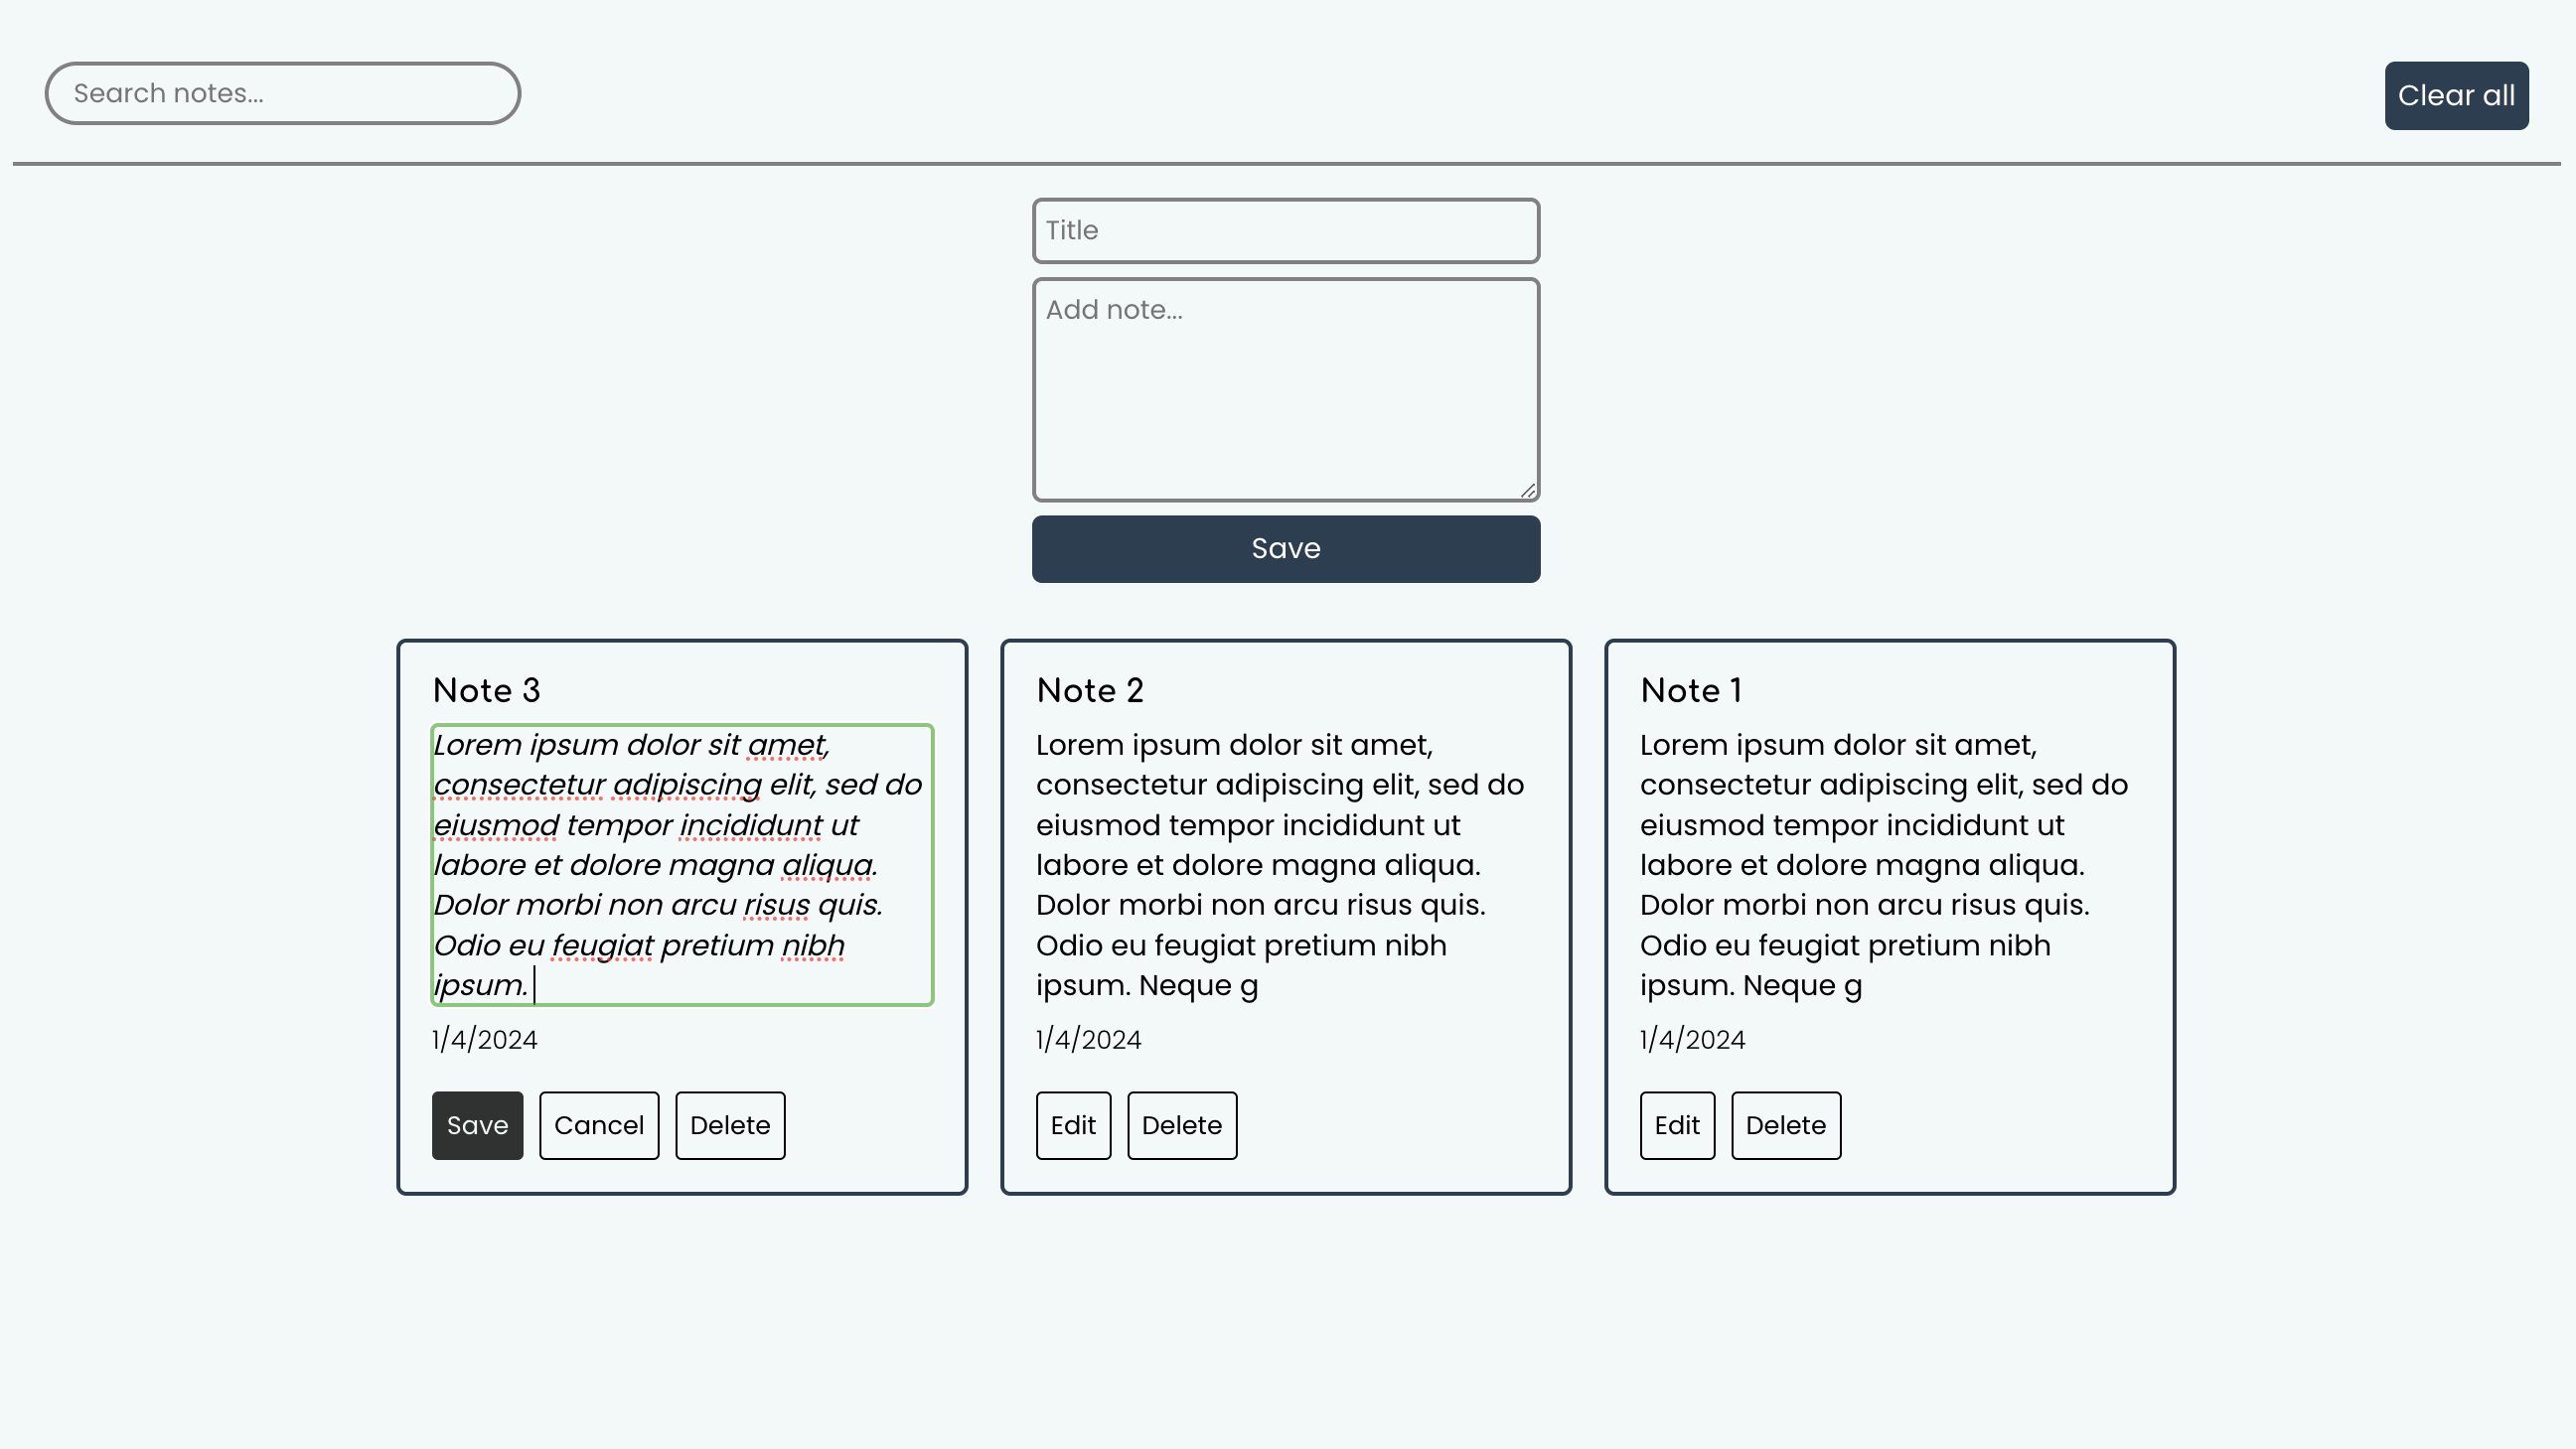 Search notes...
Clear all
Title
Add note...
Save
Note 3
Lorem ipsum dolor sit amet,
consectetur adipiscing elit, sed do
eiusmod tempor incididunt ut
labore et dolore magna aliqua.
Dolor morbi non arcu risus quis.
Odio eu feugiat pretium nibh
ipsum.
1/4/2024
Save Cancel Delete
Note 2
Lorem ipsum dolor sit amet,
consectetur adipiscing elit, sed do
eiusmod tempor incididunt ut
labore et dolore magna aliqua.
Dolor morbi non arcu risus quis.
Odio eu feugiat pretium nibh
ipsum. Neque g
1/4/2024
Edit Delete
Note 1
Lorem ipsum dolor sit amet,
consectetur adipiscing elit, sed do
eiusmod tempor incididunt ut
labore et dolore magna aliqua.
Dolor morbi non arcu risus quis.
Odio eu feugiat pretium nibh
ipsum. Neque g
1/4/2024
Edit Delete